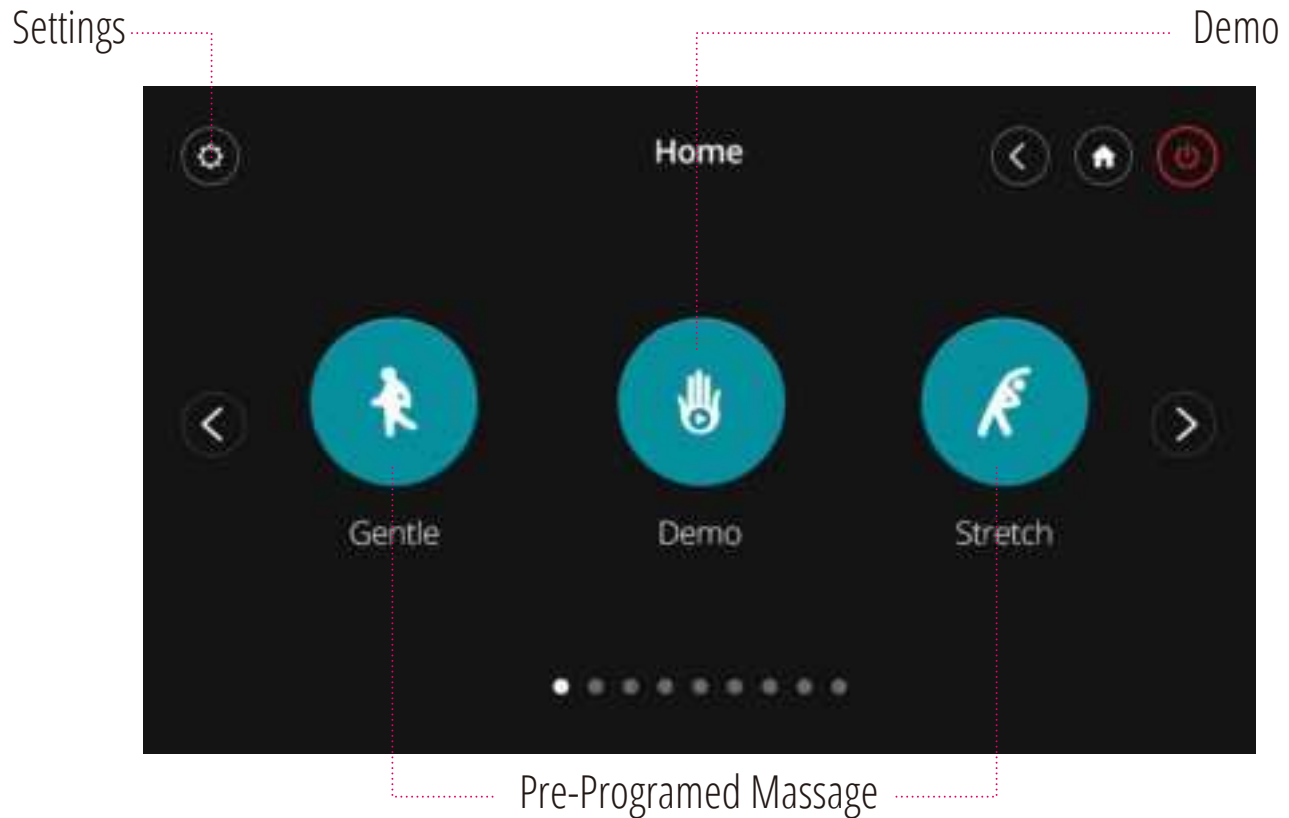 Settings
Demo
Home
Gentle
Demo
Stretch
Pre-Programed Massage